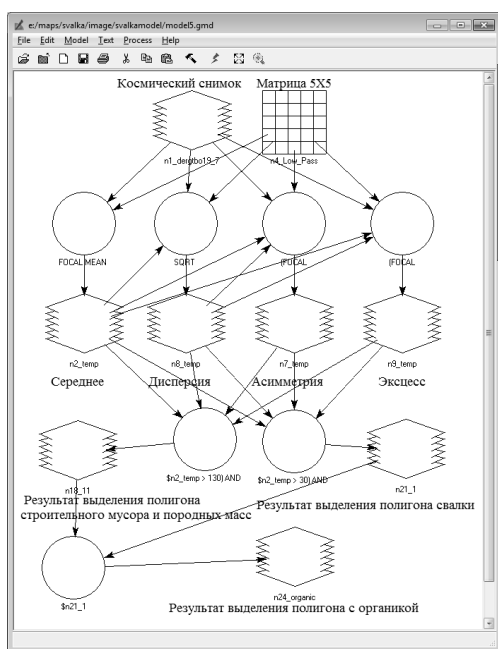 e:/maps/svalka/image/svalkamodel/model5.gmd
File Edit Model Text Process Help
Космический снимок Матрица 5X5
n1_dergtbo19_7 n4_Low_Pass
FOCAL MEAN SQRT (FOCAL (FOCAL
n2_temp n8_temp n7_temp n9_temp
Середнее Дисперсия Асимметрия Эксцесс
$n2_temp > 130) AND $n2_temp > 30) AND
n18_11 n21_1
Результат выделения полигона
строительного мусора и породных масс
Результат выделения полигона свалки
$n21_1
n24_organic
Результат выделения полигона с органикой